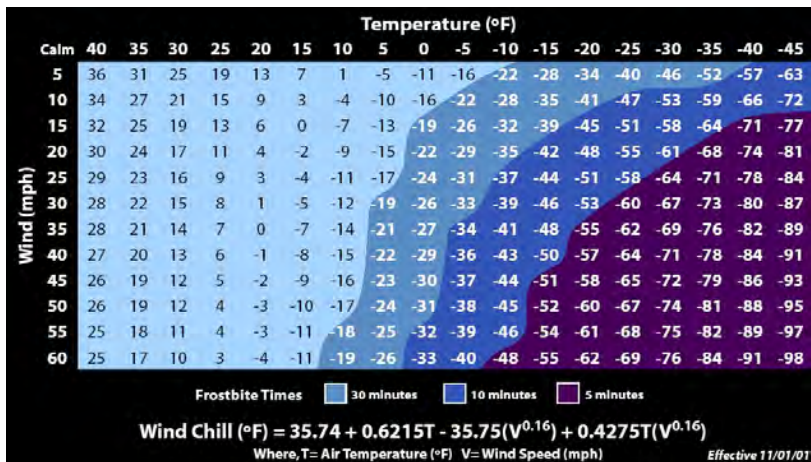 Temperature (ºF)
Calm 40 35 30 25 20 15 10 5 0 -5 -10 -15 -20 -25 -30 -35 -40 -45
5 36 31 25 19 13 7 1 -5 -11 -16 -22 -28 -34 -40 -46 -52 -57 -63
10 34 27 21 15 9 3 -4 -10 -16 -22 -28 -35 -41 -47 -53 -59 -66 -72
15 32 25 19 13 6 0 -7 -13 -19 -26 -32 -39 -45 -51 -58 -64 -71 -77
20 30 24 17 11 4 -2 -9 -15 -22 -29 -35 -42 -48 -55 -61 -68 -74 -81
25 29 23 16 9 3 -4 -11 -17 -24 -31 -37 -44 -51 -58 -64 -71 -78 -84
30 28 22 15 8 1 -5 -12 -19 -26 -33 -39 -46 -53 -60 -67 -73 -80 -87
35 28 21 14 7 0 -7 -14 -21 -27 -34 -41 -48 -55 -62 -69 -76 -82 -89
40 27 20 13 6 -1 -8 -15 -22 -29 -36 -43 -50 -57 -64 -71 -78 -84 -91
45 26 19 12 5 -2 -9 -16 -23 -30 -37 -44 -51 -58 -65 -72 -79 -86 -93
50 26 19 12 4 -3 -10 -17 -24 -31 -38 -45 -52 -60 -67 -74 -81 -88 -95
55 25 18 11 4 -3 -11 -18 -25 -32 -39 -46 -54 -61 -68 -75 -82 -89 -97
60 25 17 10 3 -4 -11 -19 -26 -33 -40 -48 -55 -62 -69 -76 -84 -91 -98
Wind (mph)
Frostbite Times 30 minutes 10 minutes 5 minutes
Wind Chill (ºF) = 35.74 + 0.6215T - 35.75(V^0.16) + 0.4275T(V^0.16)
Where, T= Air Temperature (ºF) V= Wind Speed (mph) Effective 11/01/01